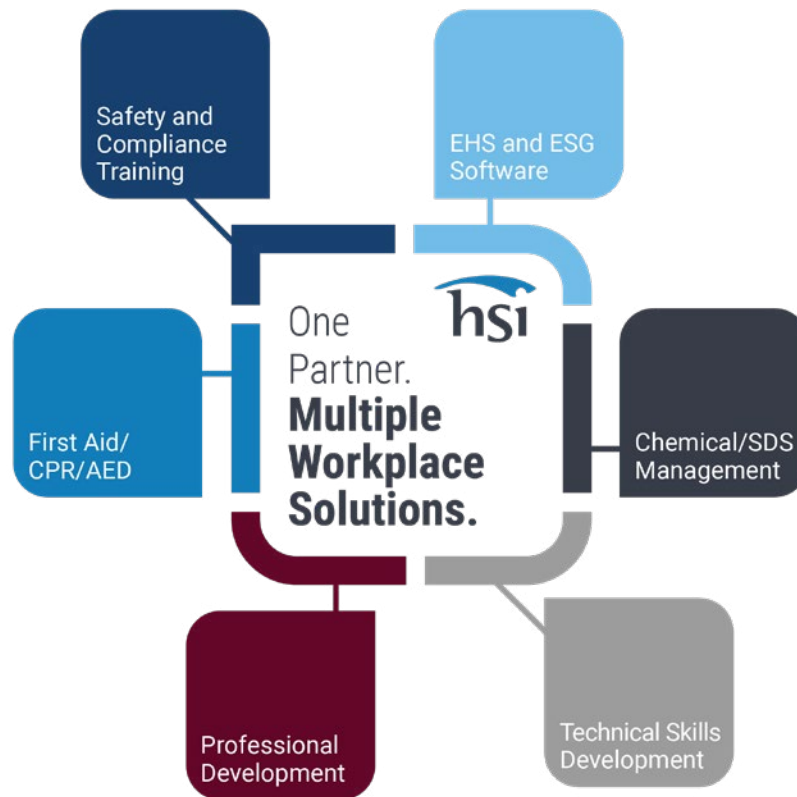 Safety and
Compliance
Training
EHS and ESG
Software
hsi
One
Partner.
Multiple
Workplace
Solutions.
First Aid/
CPR/AED
Chemical/SDS
Management
Professional
Development
Technical Skills
Development